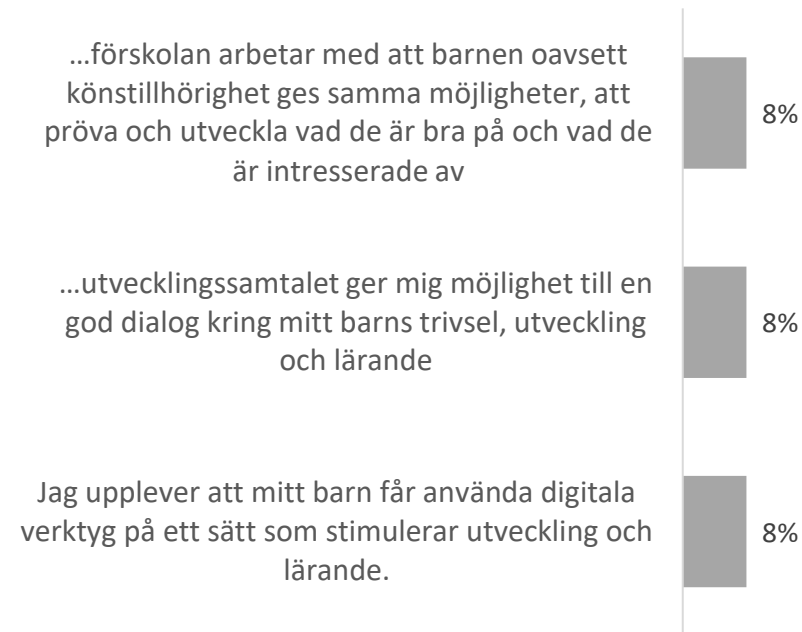 ...förskolan arbetar med att barnen oavsett
könstillhörighet ges samma möjligheter, att
pröva och utveckla vad de är bra på och vad de
är intresserade av
8%
...utvecklingssamtalet ger mig möjlighet till en
god dialog kring mitt barns trivsel, utveckling
och lärande
8%
Jag upplever att mitt barn får använda digitala
verktyg på ett sätt som stimulerar utveckling och
lärande.
8%